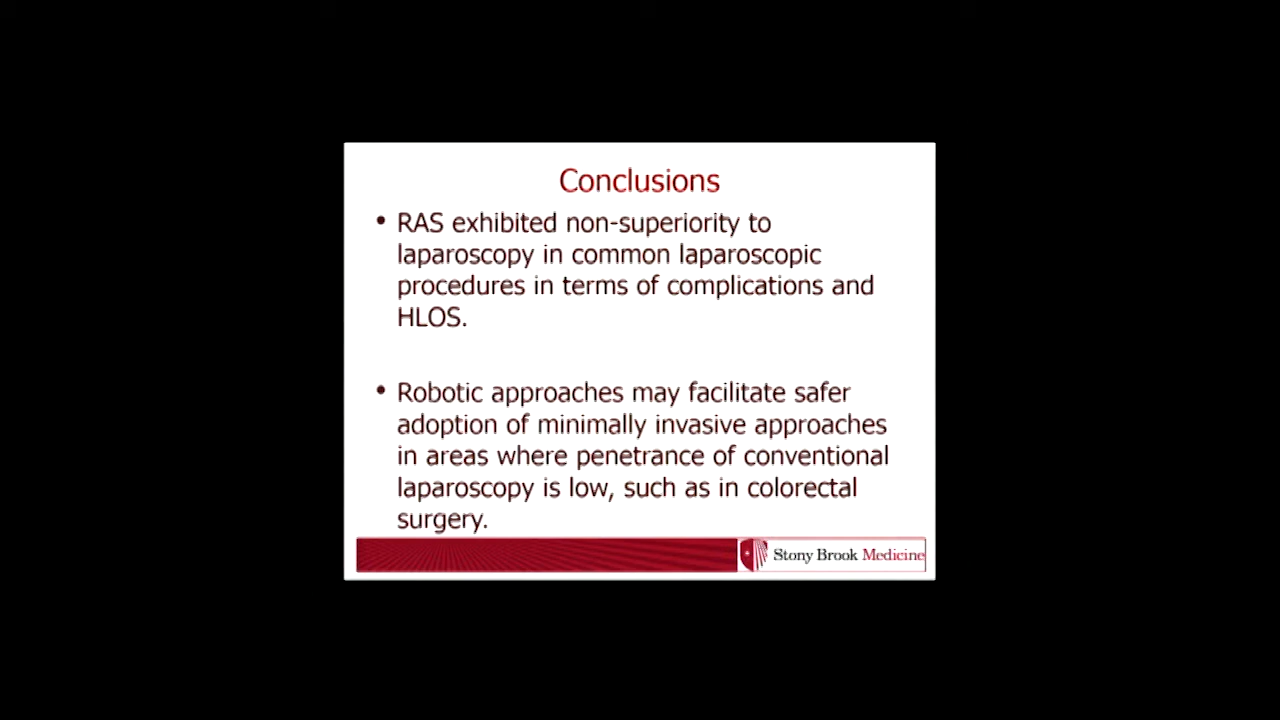 Conclusions
• RAS exhibited non-superiority to
laparoscopy in common laparoscopic
procedures in terms of complications and
HLOS.
• Robotic approaches may facilitate safer
adoption of minimally invasive approaches
in areas where penetrance of conventional
laparoscopy is low, such as in colorectal
surgery.
Stony Brook Medicine